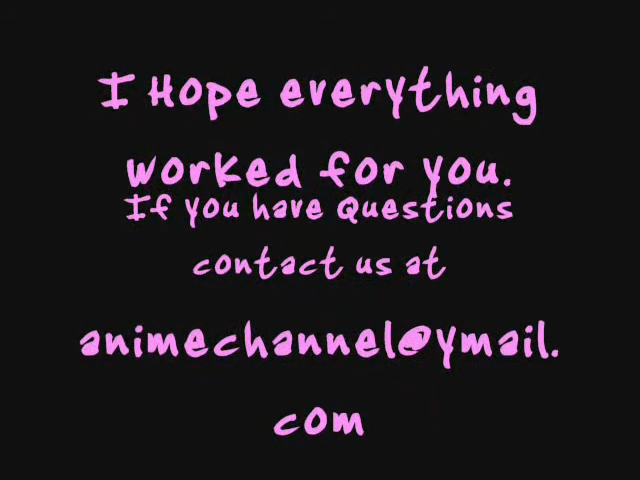 I Hope everything
worked for you.
If you have Questions
contact us at
animechannel@ymail.
com